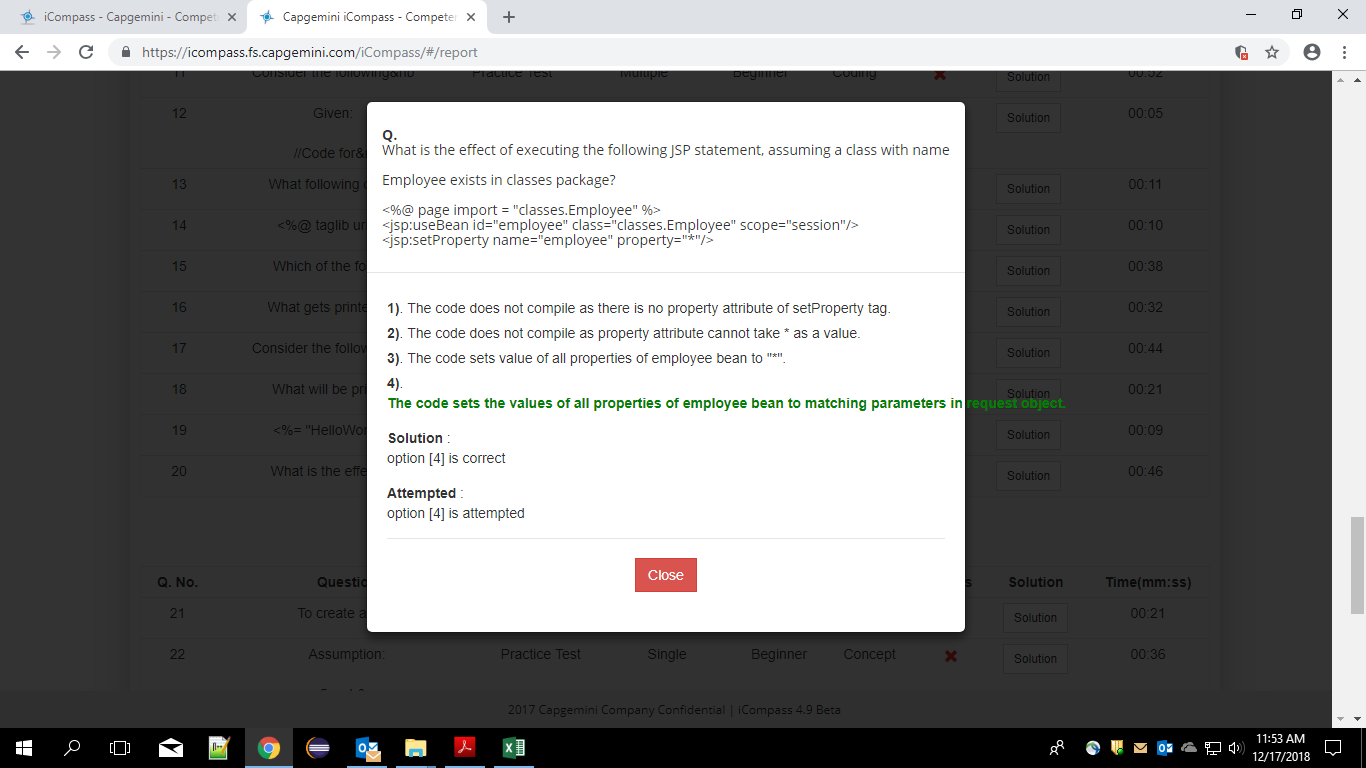 iCompass - Capgemini - Compet
Capgemini iCompass - Competen
https://icompass.fs.capgemini.com/iCompass/#/report
11 Consider the following&nb Practice Test Multiple Beginner Coding Solution 00:52
12 Given: Solution 00:05
//Code for&
13 What following Solution 00:11
14 <%@ taglib ur Solution 00:10
15 Which of the fo Solution 00:38
16 What gets printe Solution 00:32
17 Consider the follow Solution 00:44
18 What will be pri Solution 00:21
19 <%= "HelloWor Solution 00:09
20 What is the effe Solution 00:46
Q.
What is the effect of executing the following JSP statement, assuming a class with name
Employee exists in classes package?
<%@ page import = "classes.Employee" %>
<jsp:useBean id="employee" class="classes.Employee" scope="session"/>
<jsp:setProperty name="employee" property="*"/>
1). The code does not compile as there is no property attribute of setProperty tag.
2). The code does not compile as property attribute cannot take * as a value.
3). The code sets value of all properties of employee bean to "*".
4).
The code sets the values of all properties of employee bean to matching parameters in request object.
Solution :
option [4] is correct
Attempted :
option [4] is attempted
Close
Q. No. Questio s Solution Time(mm:ss)
21 To create a Solution 00:21
22 Assumption: Practice Test Single Beginner Concept Solution 00:36
2017 Capgemini Company Confidential | iCompass 4.9 Beta
11:53 AM
12/17/2018